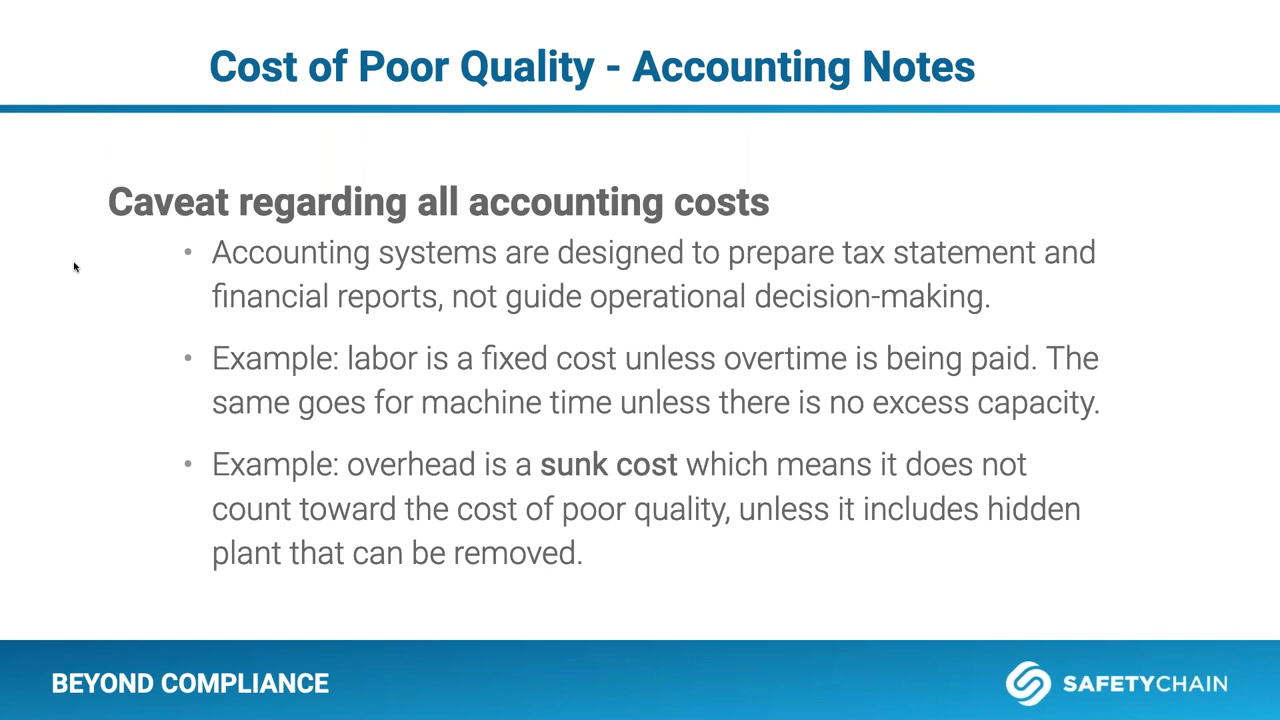 Cost of Poor Quality - Accounting Notes
Caveat regarding all accounting costs
• Accounting systems are designed to prepare tax statement and
financial reports, not guide operational decision-making.
• Example: labor is a fixed cost unless overtime is being paid. The
same goes for machine time unless there is no excess capacity.
• Example: overhead is a sunk cost which means it does not
count toward the cost of poor quality, unless it includes hidden
plant that can be removed.
BEYOND COMPLIANCE
SAFETYCHAIN